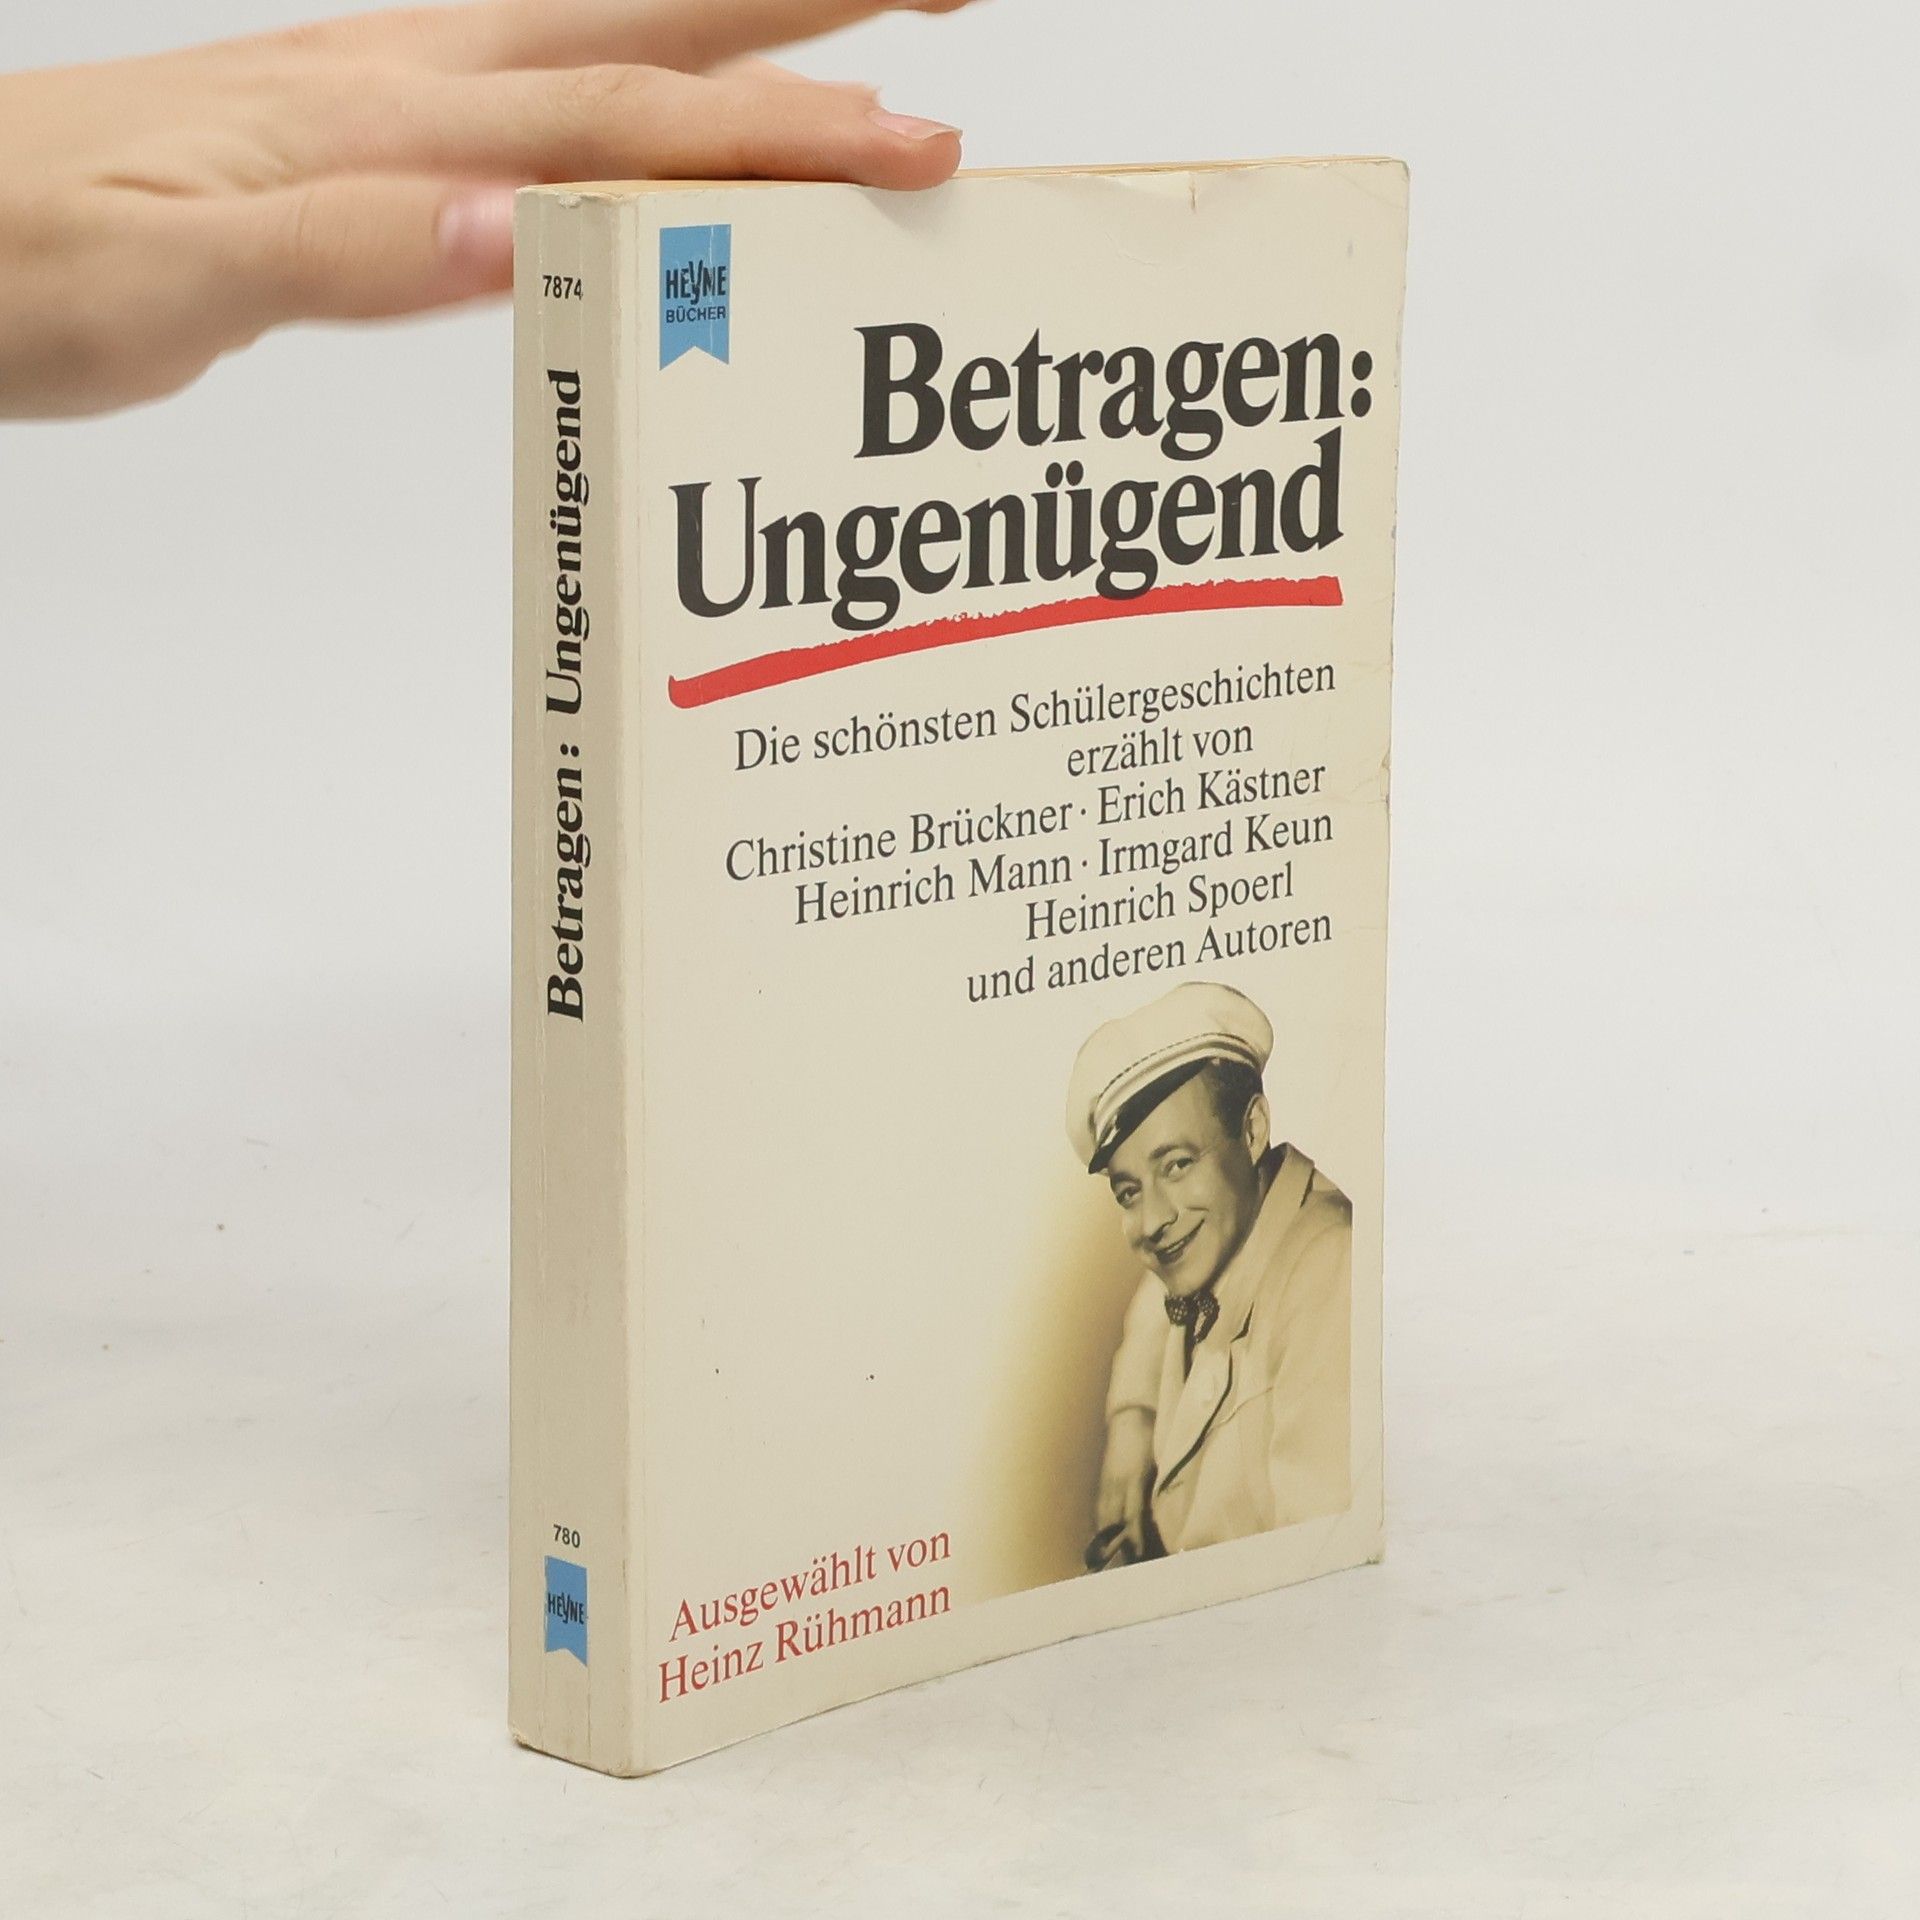 7874
Betragen: Ungenügend
780
HEYNE
HEYNE
BÜCHER
Betragen:
Ungenügend
Die schönsten Schülergeschichten
erzählt von
Christine Brückner · Erich Kästner
Heinrich Mann · Irmgard Keun
Heinrich Spoerl
und anderen Autoren
Ausgewählt von
Heinz Rühmann